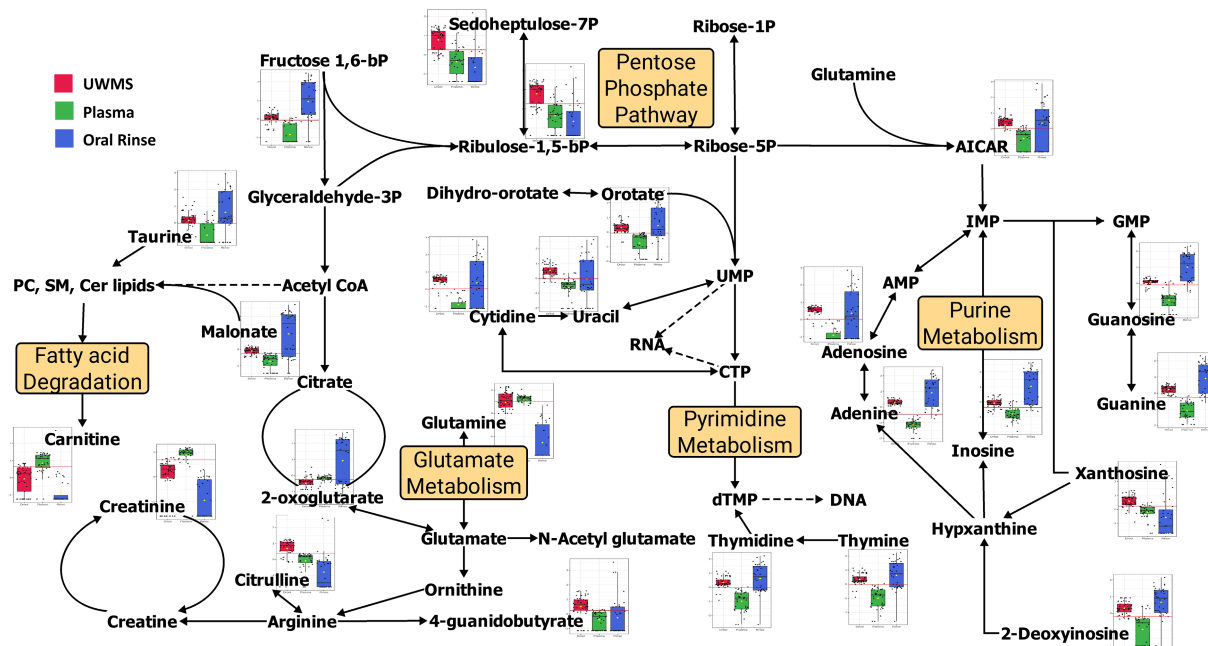 Sedoheptulose-7P
Ribose-1P
Fructose 1,6-bP
Pentose
Phosphate
Pathway
Glutamine
UWMS
Plasma
Oral Rinse
Ribulose-1,5-bP
Ribose-5P
AICAR
Glyceraldehyde-3P
Dihydro-orotate
Orotate
IMP
GMP
Taurine
PC, SM, Cer lipids
Acetyl CoA
UMP
AMP
Malonate
Cytidine
Uracil
Purine
Metabolism
Guanosine
RNA
Adenosine
Fatty acid
Degradation
Citrate
CTP
Adenine
Guanine
Glutamine
Pyrimidine
Metabolism
Carnitine
Glutamate
Metabolism
Inosine
Creatinine
2-oxoglutarate
dTMP
DNA
Xanthosine
Hypxanthine
Glutamate
N-Acetyl glutamate
Thymidine
Thymine
Citrulline
Ornithine
Creatine
Arginine
4-guanidobutyrate
2-Deoxyinosine